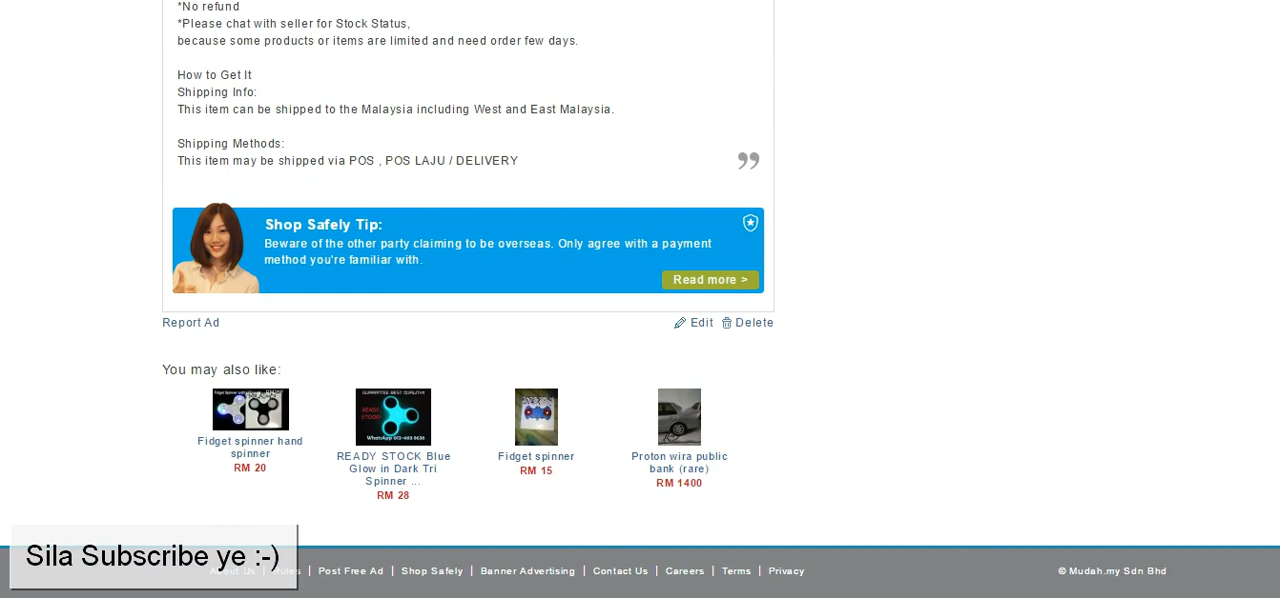 *No refund
*Please chat with seller for Stock Status,
because some products or items are limited and need order few days.
How to Get It
Shipping Info:
This item can be shipped to the Malaysia including West and East Malaysia.
Shipping Methods:
This item may be shipped via POS , POS LAJU / DELIVERY
Shop Safely Tip:
Beware of the other party claiming to be overseas. Only agree with a payment
method you're familiar with.
Read more >
Report Ad
Edit
Delete
You may also like:
Fidget spinner hand
spinner
RM 20
READY STOCK Blue
Glow in Dark Tri
Spinner ...
RM 28
Fidget spinner
RM 15
Proton wira public
bank (rare)
RM 1400
Sila Subscribe ye :-)
About Us | Rules | Post Free Ad | Shop Safely | Banner Advertising | Contact Us | Careers | Terms | Privacy
© Mudah.my Sdn Bhd